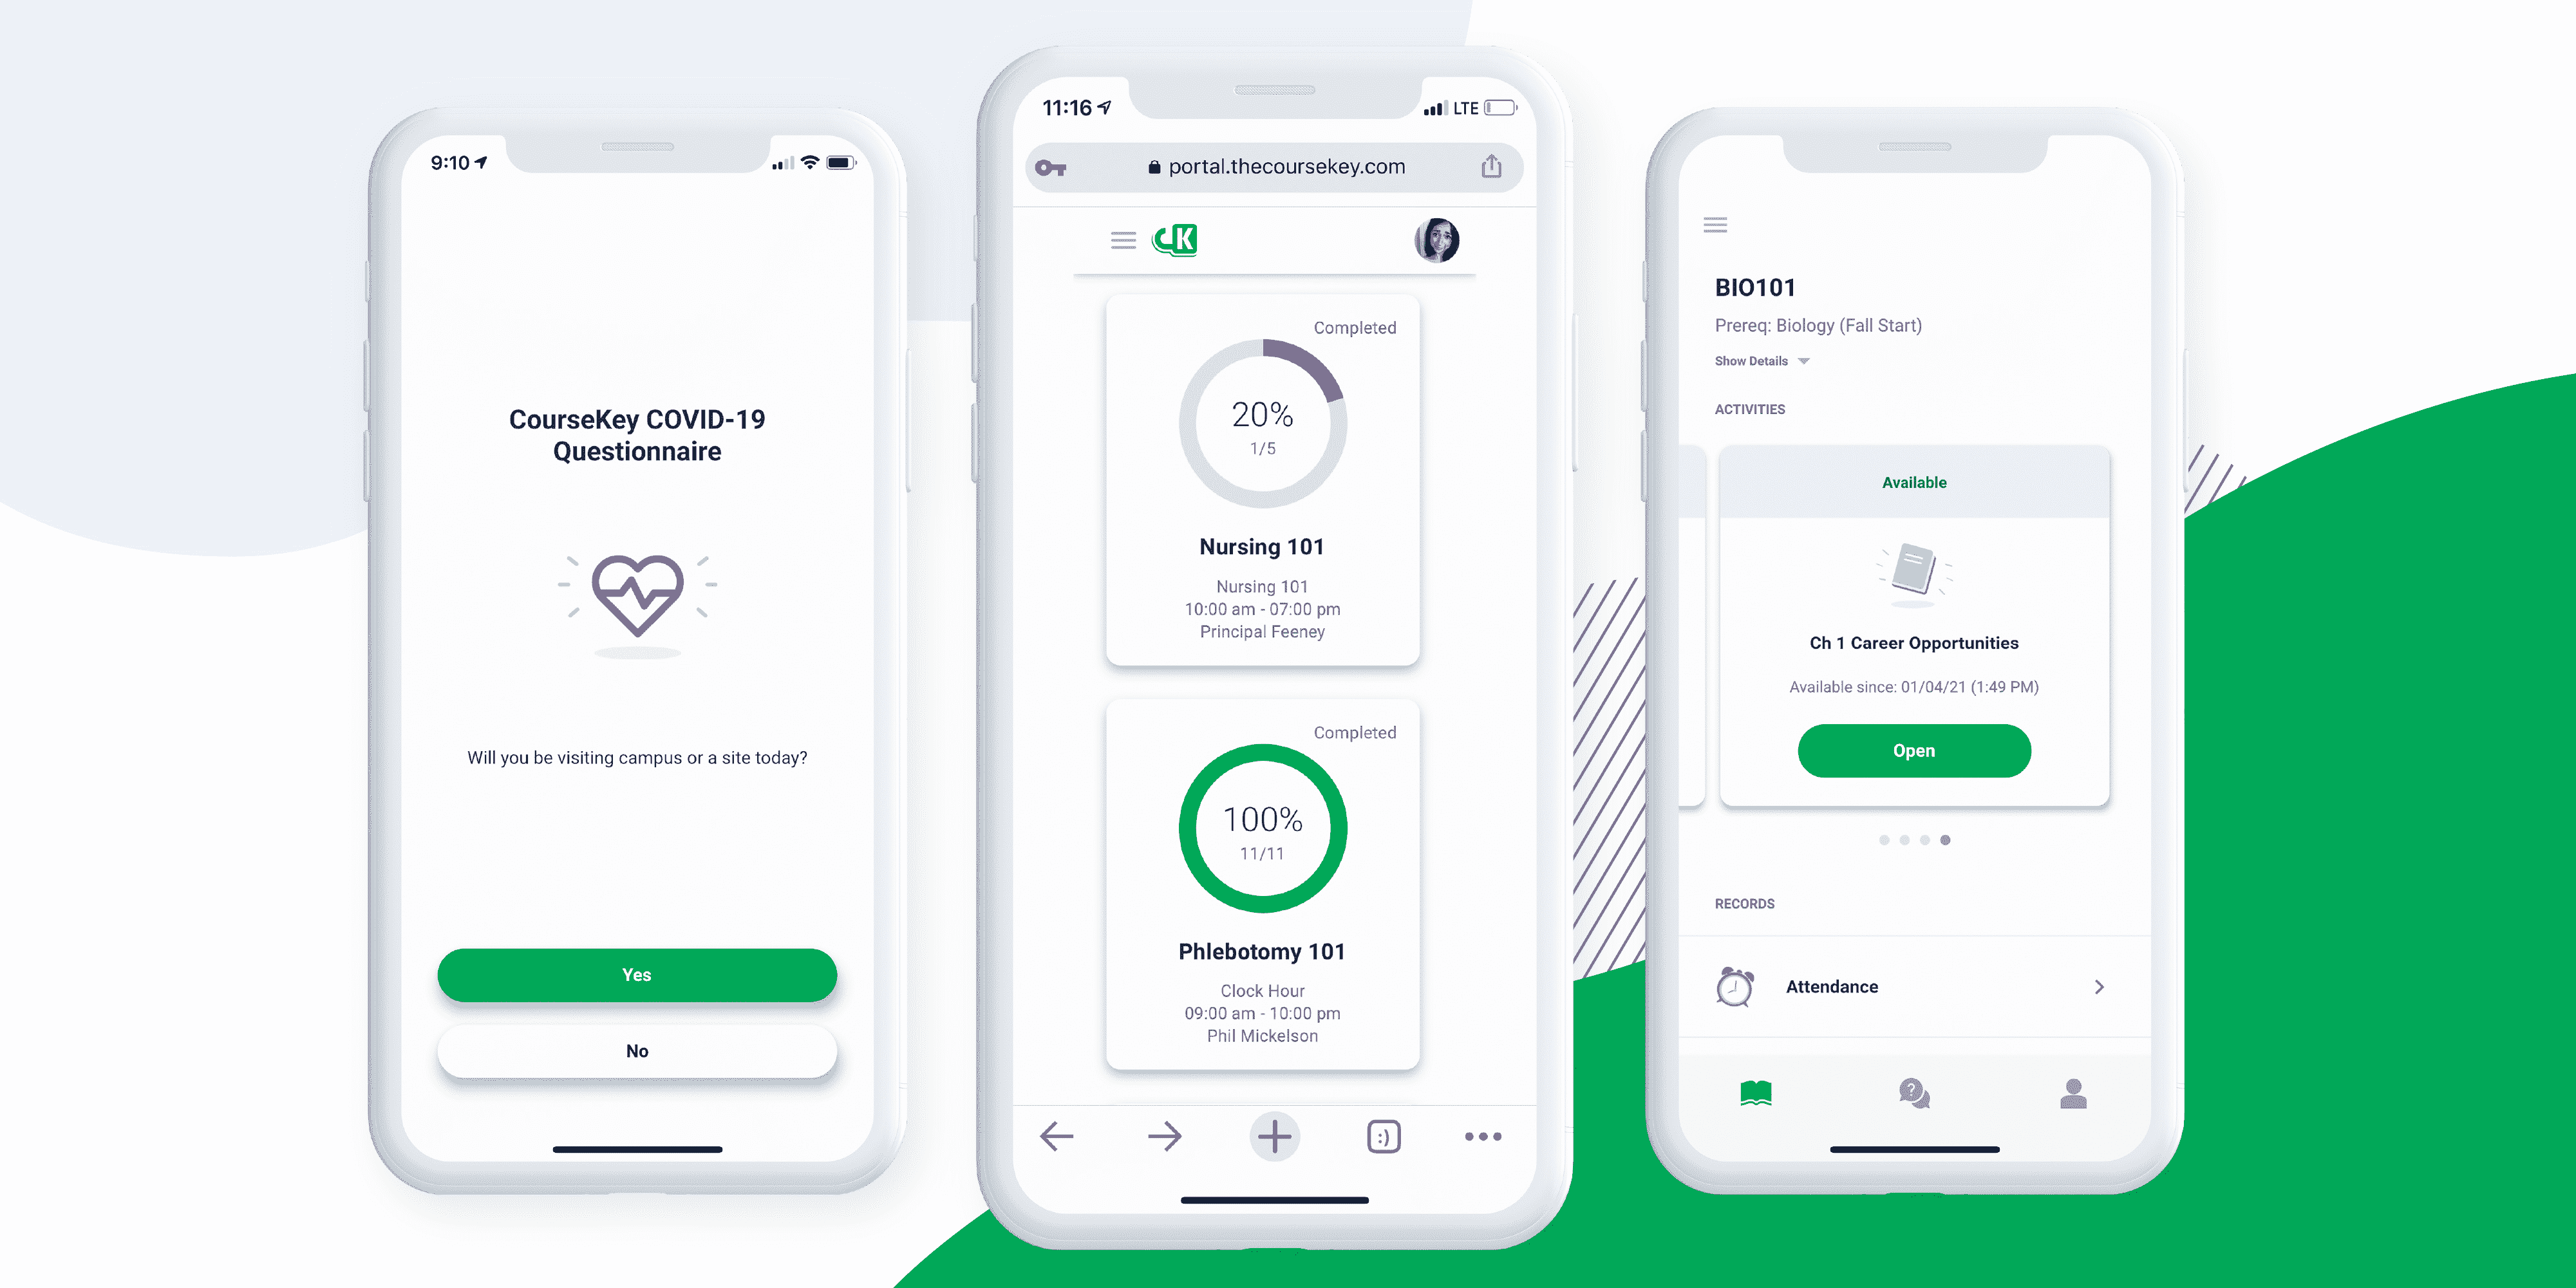 9:10
CourseKey COVID-19
Questionnaire
Will you be visiting campus or a site today?
Yes
No
11:16
LTE
portal.thecoursekey.com
CK
Completed
20%
1/5
Nursing 101
Nursing 101
10:00 am - 07:00 pm
Principal Feeney
Completed
100%
11/11
Phlebotomy 101
Clock Hour
09:00 am - 10:00 pm
Phil Mickelson
:)
BIO101
Prereq: Biology (Fall Start)
Show Details
ACTIVITIES
Available
Ch 1 Career Opportunities
Available since: 01/04/21 (1:49 PM)
Open
RECORDS
Attendance
?